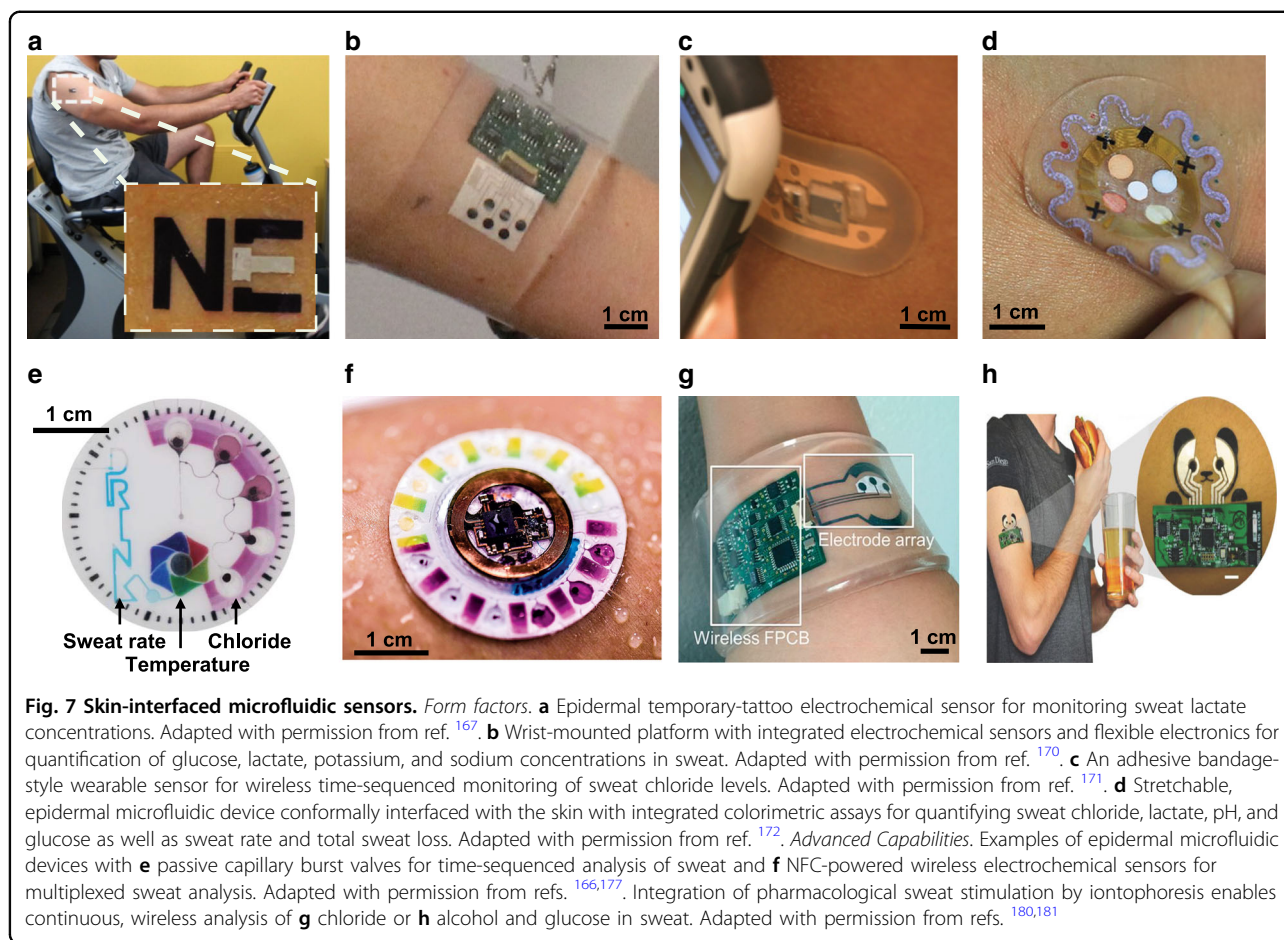 a
b
c
d
NE
1 cm
1 cm
1 cm
e
f
g
h
1 cm
DRINK
Sweat rate
Temperature
Chloride
1 cm
Electrode array
Wireless FPCB
1 cm
San Diego
Fig. 7 Skin-interfaced microfluidic sensors. Form factors. a Epidermal temporary-tattoo electrochemical sensor for monitoring sweat lactate
concentrations. Adapted with permission from ref. 167. b Wrist-mounted platform with integrated electrochemical sensors and flexible electronics for
quantification of glucose, lactate, potassium, and sodium concentrations in sweat. Adapted with permission from ref. 170. c An adhesive bandage-
style wearable sensor for wireless time-sequenced monitoring of sweat chloride levels. Adapted with permission from ref. 171. d Stretchable,
epidermal microfluidic device conformally interfaced with the skin with integrated colorimetric assays for quantifying sweat chloride, lactate, pH, and
glucose as well as sweat rate and total sweat loss. Adapted with permission from ref. 172. Advanced Capabilities. Examples of epidermal microfluidic
devices with e passive capillary burst valves for time-sequenced analysis of sweat and f NFC-powered wireless electrochemical sensors for
multiplexed sweat analysis. Adapted with permission from refs. 166,177. Integration of pharmacological sweat stimulation by iontophoresis enables
continuous, wireless analysis of g chloride or h alcohol and glucose in sweat. Adapted with permission from refs. 180,181